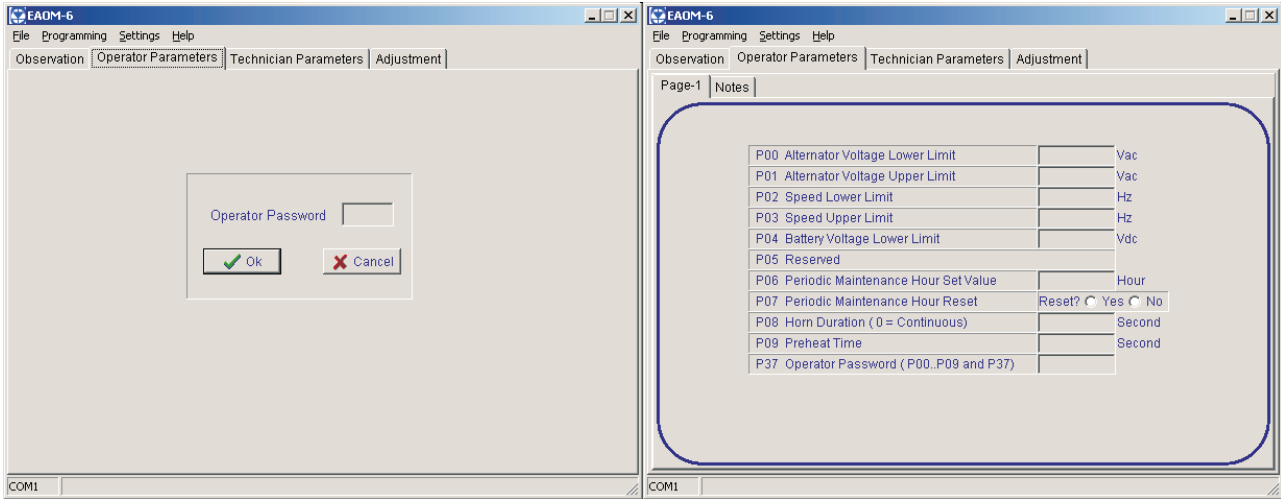 EAOM-6
File Programming Settings Help
Observation Operator Parameters Technician Parameters Adjustment
Operator Password
Ok Cancel
COM1
EAOM-6
File Programming Settings Help
Observation Operator Parameters Technician Parameters Adjustment
Page-1 Notes
P00 Alternator Voltage Lower Limit Vac
P01 Alternator Voltage Upper Limit Vac
P02 Speed Lower Limit Hz
P03 Speed Upper Limit Hz
P04 Battery Voltage Lower Limit Vdc
P05 Reserved
P06 Periodic Maintenance Hour Set Value Hour
P07 Periodic Maintenance Hour Reset Reset? Yes No
P08 Horn Duration ( 0 = Continuous) Second
P09 Preheat Time Second
P37 Operator Password ( P00..P09 and P37)
COM1